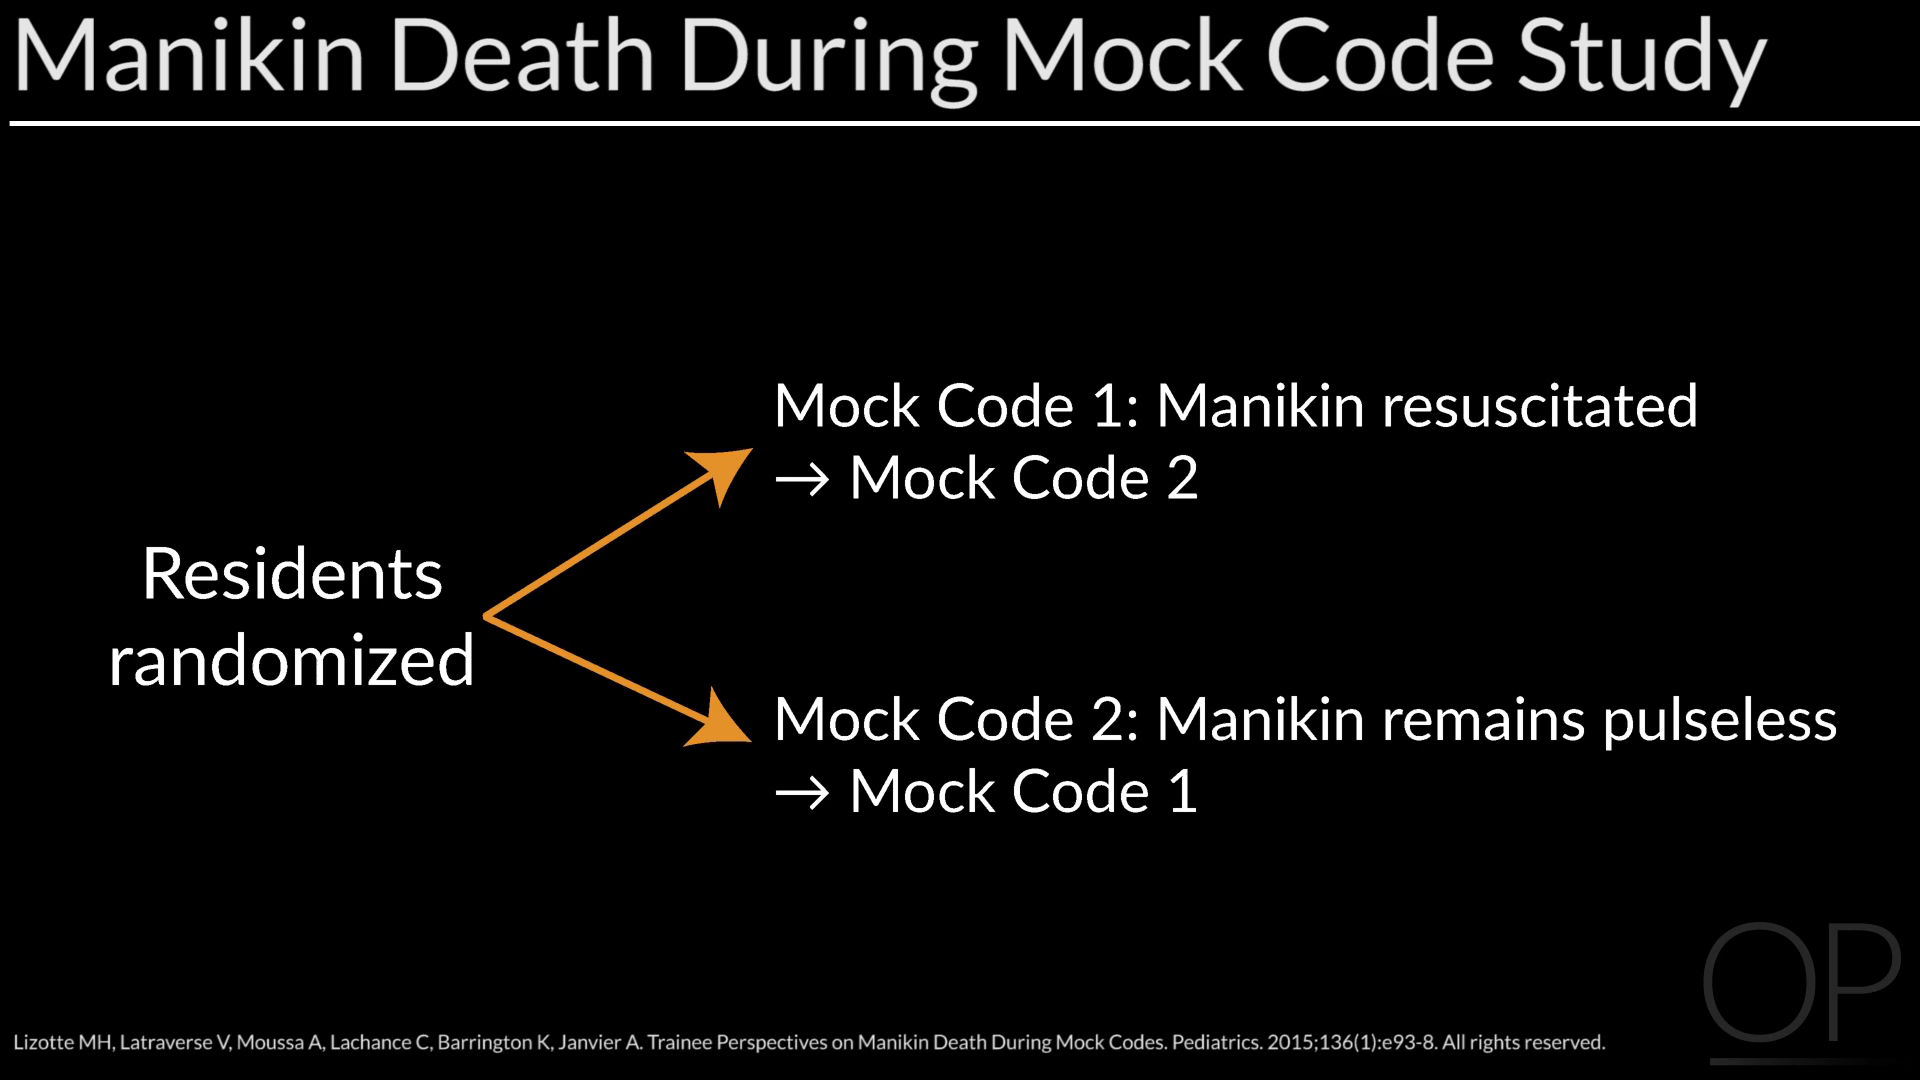 Manikin Death During Mock Code Study
Mock Code 1: Manikin resuscitated
→ Mock Code 2
Residents
randomized
Mock Code 2: Manikin remains pulseless
→ Mock Code 1
OP
Lizotte MH, Latraverse V, Moussa A, Lachance C, Barrington K, Janvier A. Trainee Perspectives on Manikin Death During Mock Codes. Pediatrics. 2015;136(1):e93-8. All rights reserved.